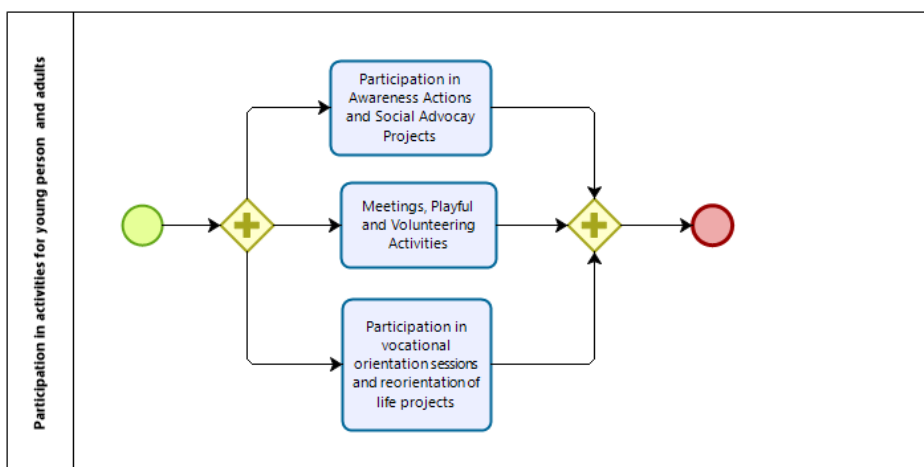 Participation in activities for young person and adults
Participation in
Awareness Actions
and Social Advocay
Projects
Meetings, Playful
and Volunteering
Activities
Participation in
vocational
orientation sessions
and reorientation of
life projects